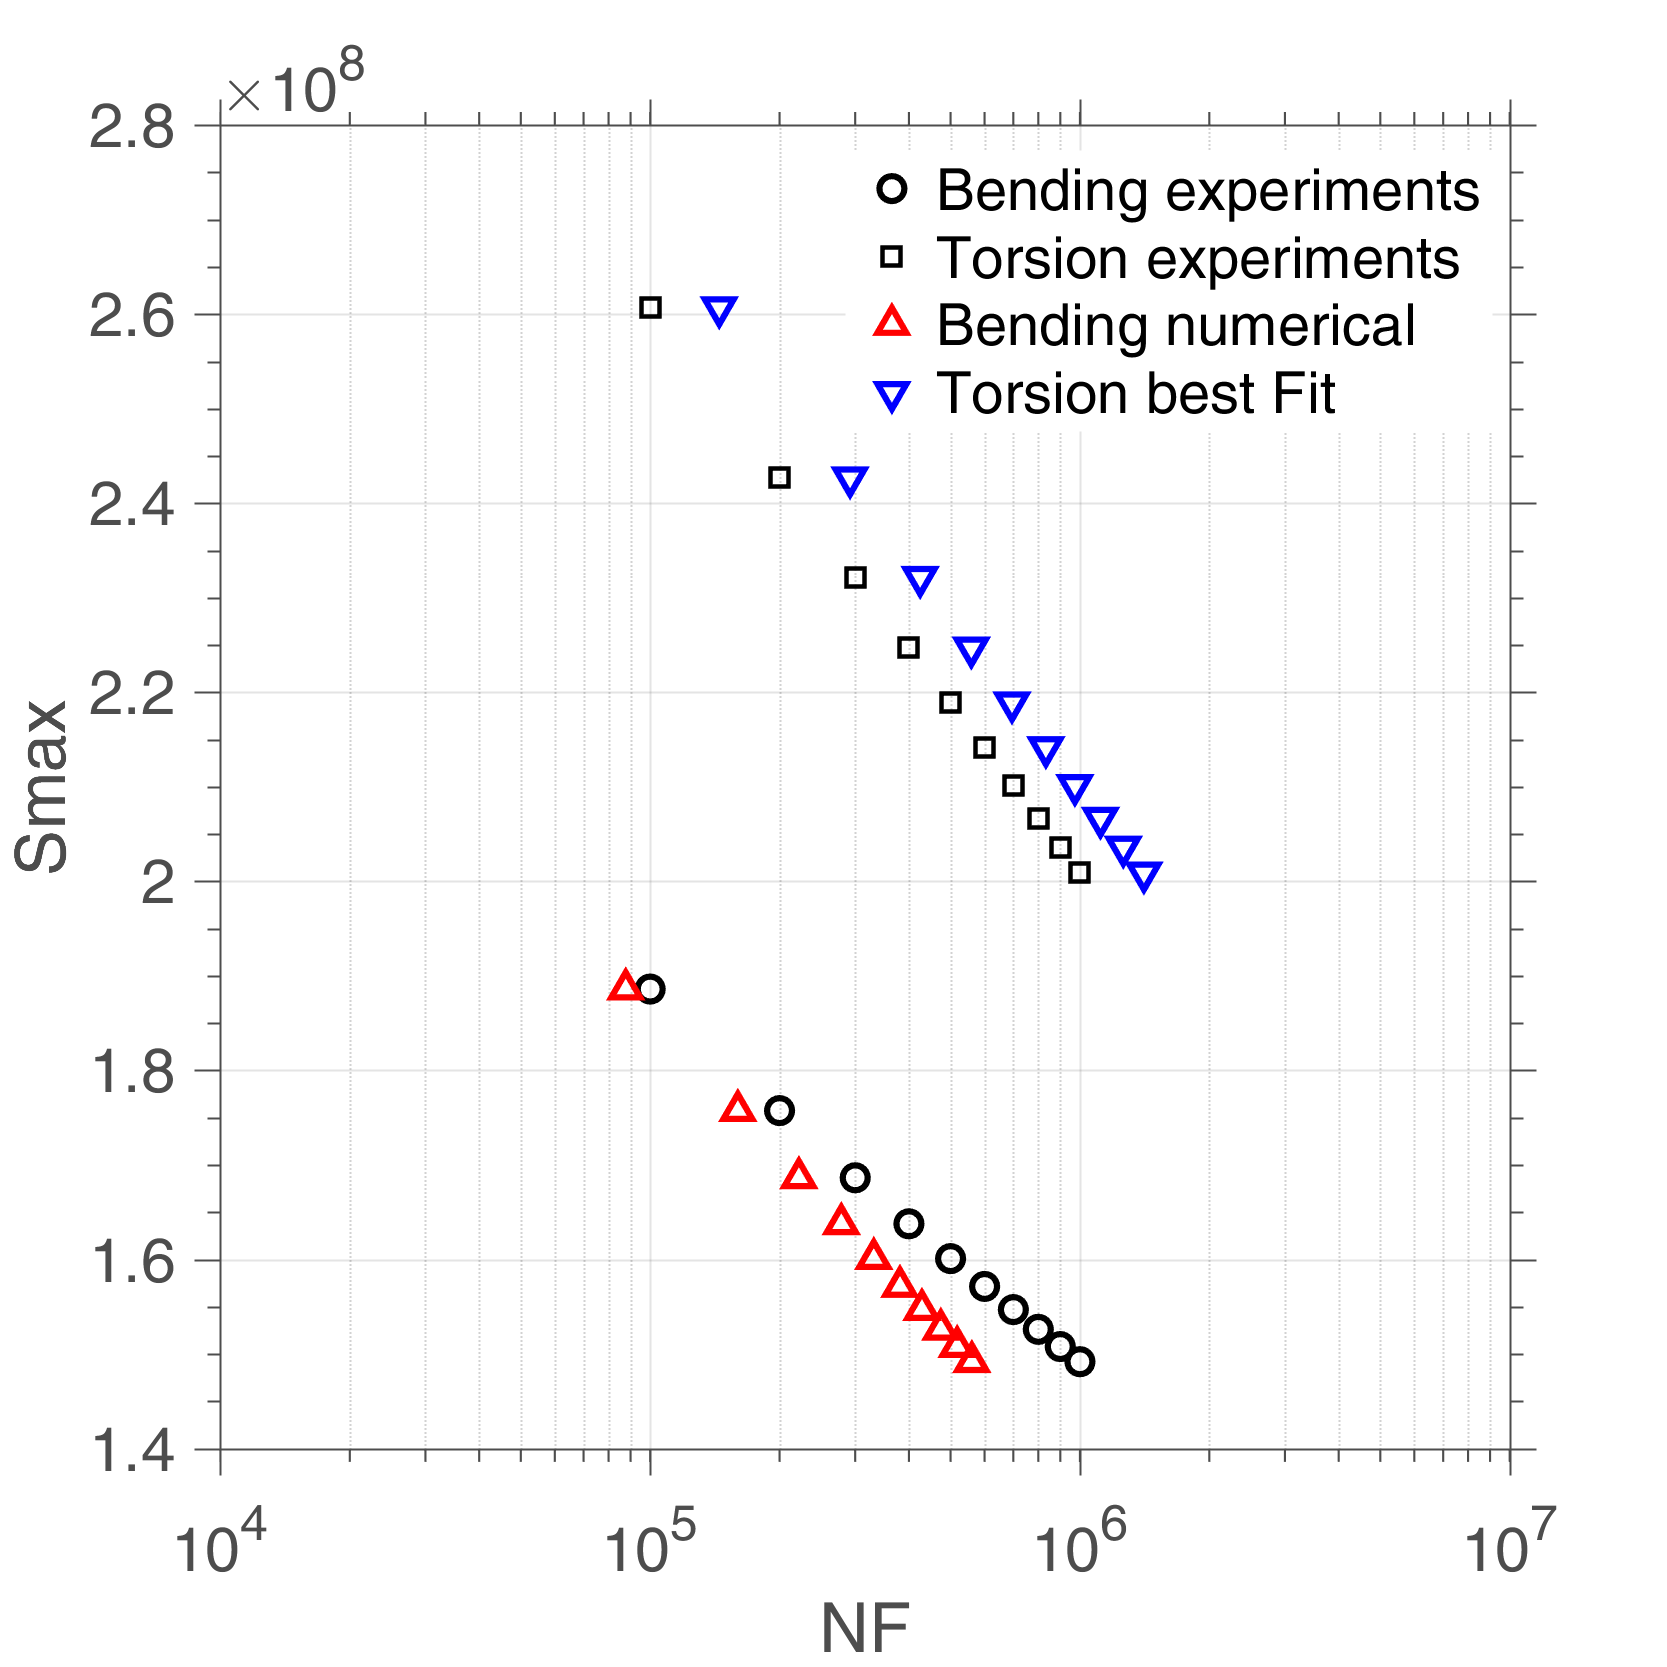 ×10^8
2.8
2.6
2.4
2.2
2
1.8
1.6
1.4
Smax
Bending experiments
Torsion experiments
Bending numerical
Torsion best Fit
10^4 10^5 10^6 10^7
NF